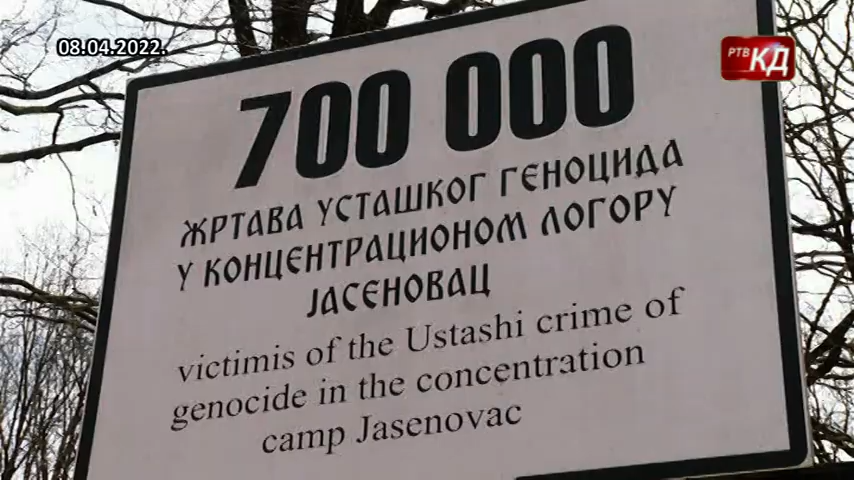 08.04.2022.
РТВ КД
700 000
ЖРТАВА УСТАШКОГ ГЕНОЦИДА
У КОНЦЕНТРАЦИОНОМ ЛОГОРУ
ЈАСЕНОВАЦ
victimis of the Ustashi crime of
genocide in the concentration
camp Jasenovac